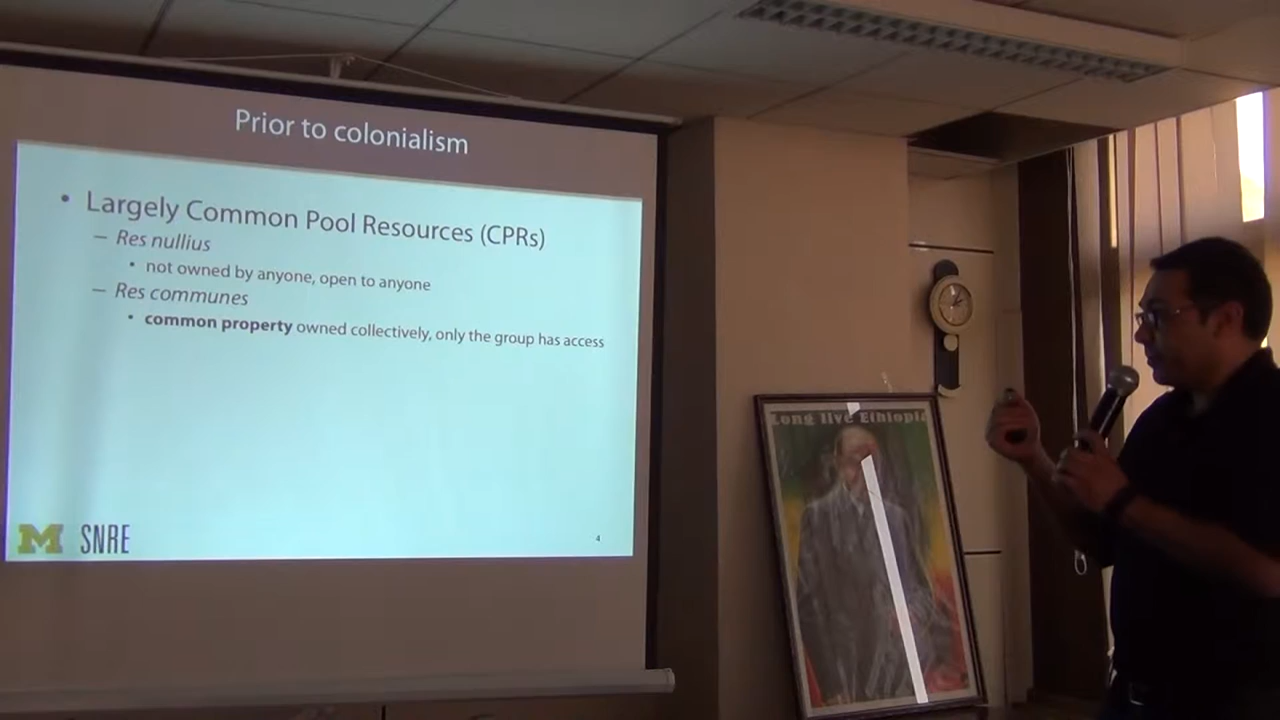 Prior to colonialism
• Largely Common Pool Resources (CPRs)
– Res nullius
• not owned by anyone, open to anyone
– Res communes
• common property owned collectively, only the group has access
M SNRE
4
Long live Ethiopia